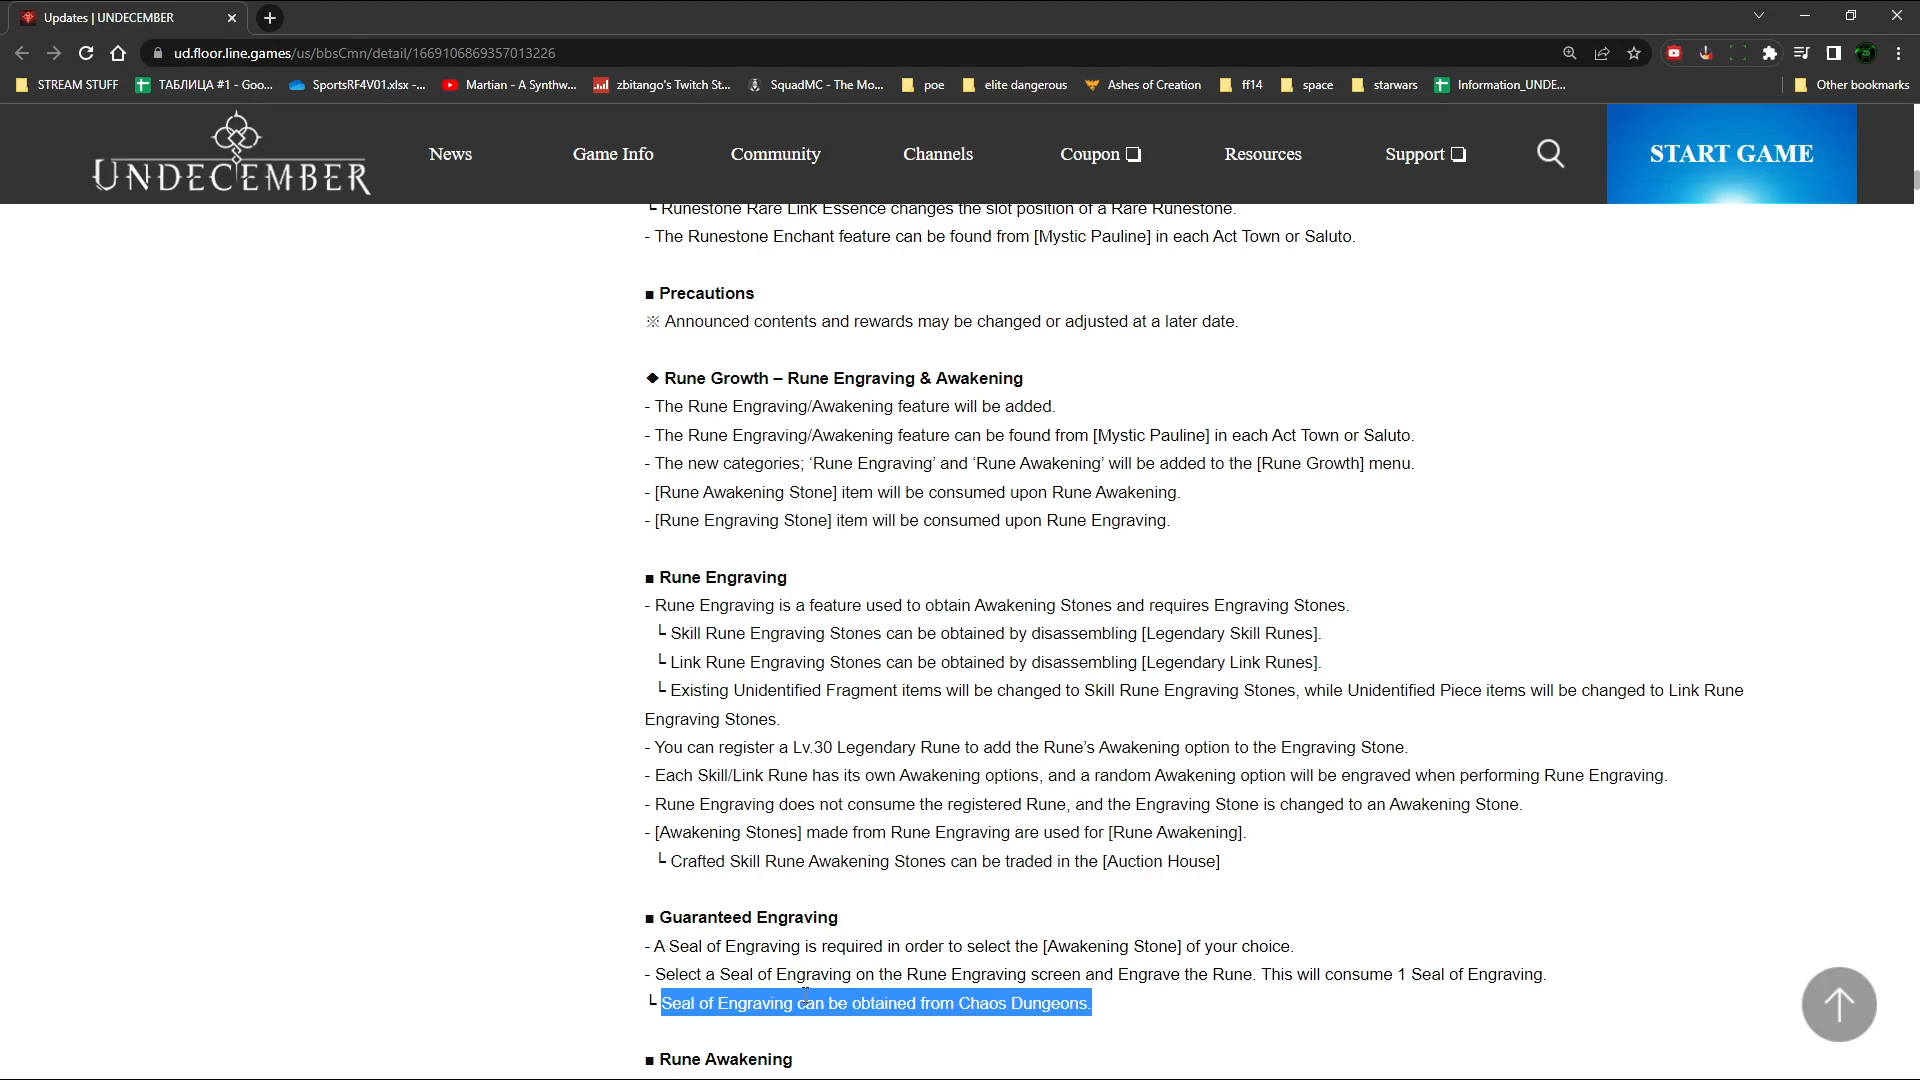 Updates | UNDECEMBER
ud.floor.line.games/us/bbsCmn/detail/1669106869357013226
STREAM STUFF
ТАБЛИЦА #1 - Goo...
SportsRF4V01.xlsx -...
Martian - A Synthw...
zbitango's Twitch St...
SquadMC - The Mo...
poe
elite dangerous
Ashes of Creation
ff14
space
starwars
Information_UNDE...
Other bookmarks
UNDECEMBER
News
Game Info
Community
Channels
Coupon ❏
Resources
Support ❏
START GAME
┗ Runestone Rare Link Essence changes the slot position of a Rare Runestone.
- The Runestone Enchant feature can be found from [Mystic Pauline] in each Act Town or Saluto.
■ Precautions
※ Announced contents and rewards may be changed or adjusted at a later date.
◆ Rune Growth – Rune Engraving & Awakening
- The Rune Engraving/Awakening feature will be added.
- The Rune Engraving/Awakening feature can be found from [Mystic Pauline] in each Act Town or Saluto.
- The new categories; ‘Rune Engraving’ and ‘Rune Awakening’ will be added to the [Rune Growth] menu.
- [Rune Awakening Stone] item will be consumed upon Rune Awakening.
- [Rune Engraving Stone] item will be consumed upon Rune Engraving.
■ Rune Engraving
- Rune Engraving is a feature used to obtain Awakening Stones and requires Engraving Stones.
┗ Skill Rune Engraving Stones can be obtained by disassembling [Legendary Skill Runes].
┗ Link Rune Engraving Stones can be obtained by disassembling [Legendary Link Runes].
┗ Existing Unidentified Fragment items will be changed to Skill Rune Engraving Stones, while Unidentified Piece items will be changed to Link Rune
Engraving Stones.
- You can register a Lv.30 Legendary Rune to add the Rune’s Awakening option to the Engraving Stone.
- Each Skill/Link Rune has its own Awakening options, and a random Awakening option will be engraved when performing Rune Engraving.
- Rune Engraving does not consume the registered Rune, and the Engraving Stone is changed to an Awakening Stone.
- [Awakening Stones] made from Rune Engraving are used for [Rune Awakening].
┗ Crafted Skill Rune Awakening Stones can be traded in the [Auction House]
■ Guaranteed Engraving
- A Seal of Engraving is required in order to select the [Awakening Stone] of your choice.
- Select a Seal of Engraving on the Rune Engraving screen and Engrave the Rune. This will consume 1 Seal of Engraving.
┗ Seal of Engraving can be obtained from Chaos Dungeons.
■ Rune Awakening